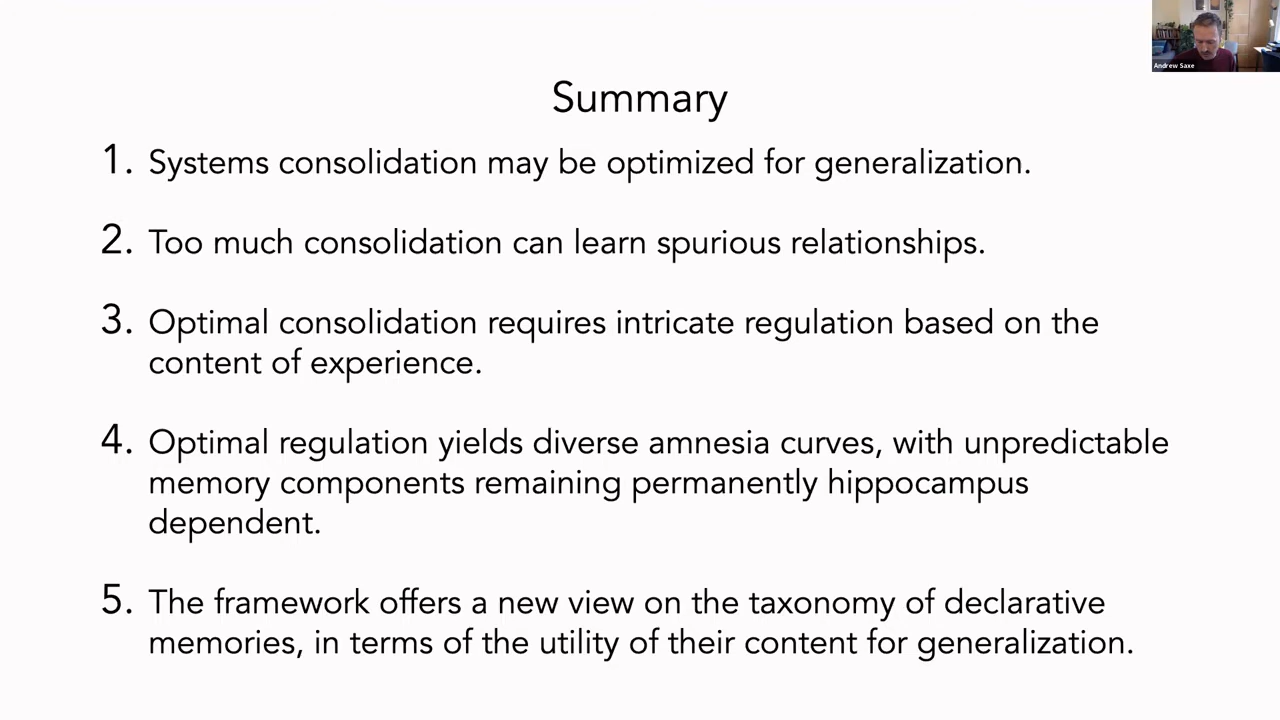 Andrew Saxe
Summary
1. Systems consolidation may be optimized for generalization.
2. Too much consolidation can learn spurious relationships.
3. Optimal consolidation requires intricate regulation based on the
content of experience.
4. Optimal regulation yields diverse amnesia curves, with unpredictable
memory components remaining permanently hippocampus
dependent.
5. The framework offers a new view on the taxonomy of declarative
memories, in terms of the utility of their content for generalization.